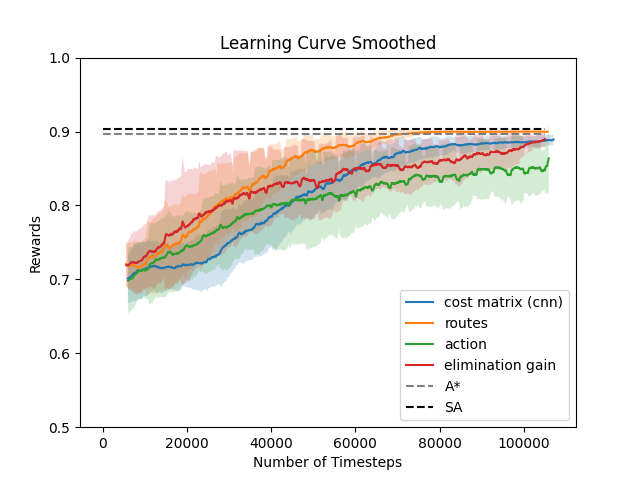 Learning Curve Smoothed
1.0
0.9
0.8
0.7
0.6
0.5
Rewards
0
20000
40000
60000
80000
100000
Number of Timesteps
cost matrix (cnn)
routes
action
elimination gain
A*
SA